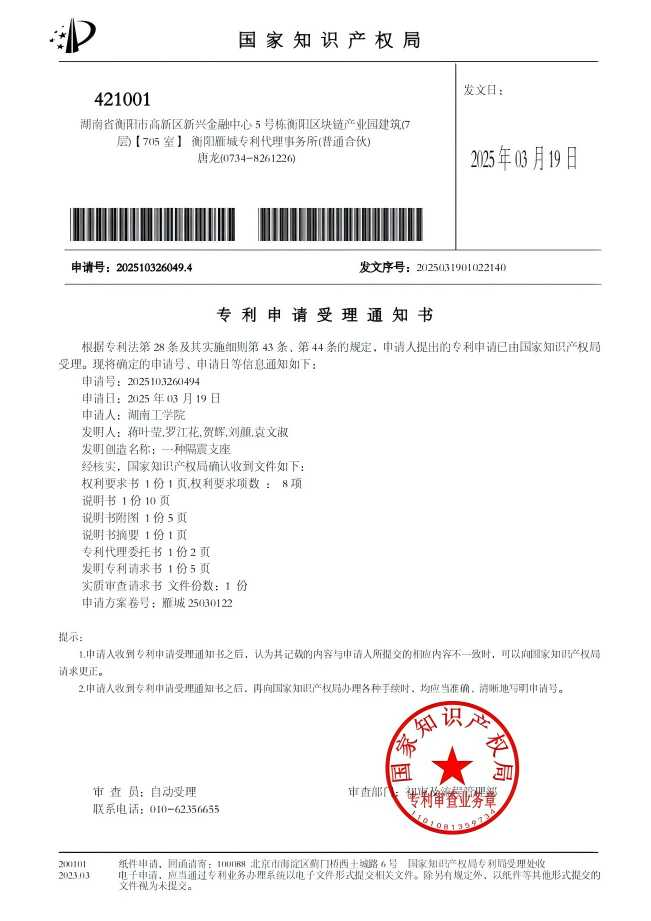 国家知识产权局
421001
湖南省衡阳市高新区新兴金融中心 5 号栋衡阳区块链产业园建筑(7
层)【705 室】 衡阳雁城专利代理事务所(普通合伙)
唐龙(0734-8261226)
发文日:
2025 年 03 月 19 日
申请号: 202510326049.4
发文序号: 2025031901022140
专利申请受理通知书
根据专利法第 28 条及其实施细则第 43 条、第 44 条的规定,申请人提出的专利申请已由国家知识产权局
受理。现将确定的申请号、申请日等信息通知如下:
申请号: 2025103260494
申请日: 2025 年 03 月 19 日
申请人: 湖南工学院
发明人: 蒋叶莹,罗江花,贺辉,刘颜,袁文淑
发明创造名称: 一种隔震支座
经核实, 国家知识产权局确认收到文件如下:
权利要求书 1 份 1 页,权利要求项数 : 8 项
说明书 1 份 10 页
说明书附图 1 份 5 页
说明书摘要 1 份 1 页
专利代理委托书 1 份 2 页
发明专利请求书 1 份 5 页
实质审查请求书 文件份数: 1 份
申请方案卷号: 雁城 25030122
提示:
1.申请人收到专利申请受理通知书之后, 认为其记载的内容与申请人所提交的相应内容不一致时, 可以向国家知识产权局
请求更正。
2.申请人收到专利申请受理通知书之后, 再向国家知识产权局办理各种手续时, 均应当准确、清晰地写明申请号。
国家知识产权局
专利审查业务章
1101081359734
审 查 员: 自动受理
审查部门: 初审及流程管理部
联系电话: 010-62356655
200101 纸件申请, 回函请寄: 100088 北京市海淀区蓟门桥西土城路 6 号 国家知识产权局专利局受理处收
2023.03 电子申请, 应当通过专利业务办理系统以电子文件形式提交相关文件。除另有规定外, 以纸件等其他形式提交的
文件视为未提交。